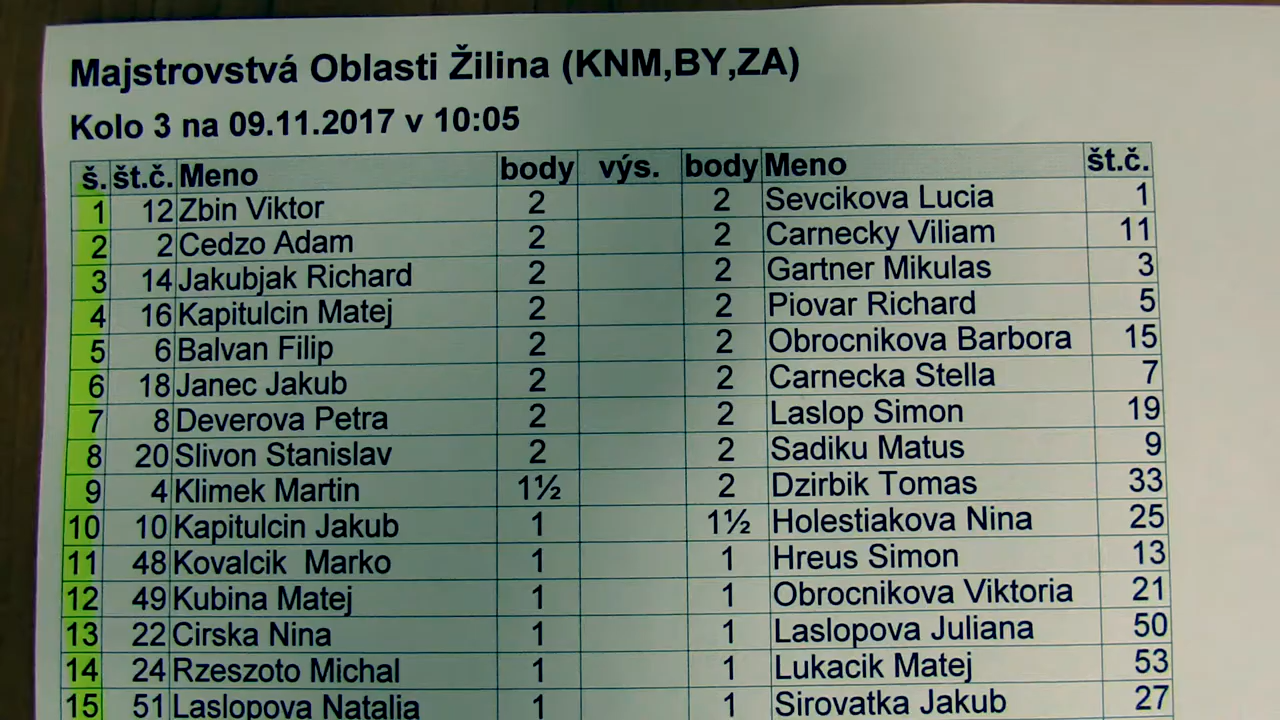 Majstrovstvá Oblasti Žilina (KNM,BY,ZA)
Kolo 3 na 09.11.2017 v 10:05
š. št.č. Meno body výs. body Meno št.č.
1 12 Zbin Viktor 2 2 Sevcikova Lucia 1
2 2 Cedzo Adam 2 2 Carnecky Viliam 11
3 14 Jakubjak Richard 2 2 Gartner Mikulas 3
4 16 Kapitulcin Matej 2 2 Piovar Richard 5
5 6 Balvan Filip 2 2 Obrocnikova Barbora 15
6 18 Janec Jakub 2 2 Carnecka Stella 7
7 8 Deverova Petra 2 2 Laslop Simon 19
8 20 Slivon Stanislav 2 2 Sadiku Matus 9
9 4 Klimek Martin 1½ 2 Dzirbik Tomas 33
10 10 Kapitulcin Jakub 1 1½ Holestiakova Nina 25
11 48 Kovalcik Marko 1 1 Hreus Simon 13
12 49 Kubina Matej 1 1 Obrocnikova Viktoria 21
13 22 Cirska Nina 1 1 Laslopova Juliana 50
14 24 Rzeszoto Michal 1 1 Lukacik Matej 53
15 51 Laslopova Natalia 1 1 Sirovatka Jakub 27